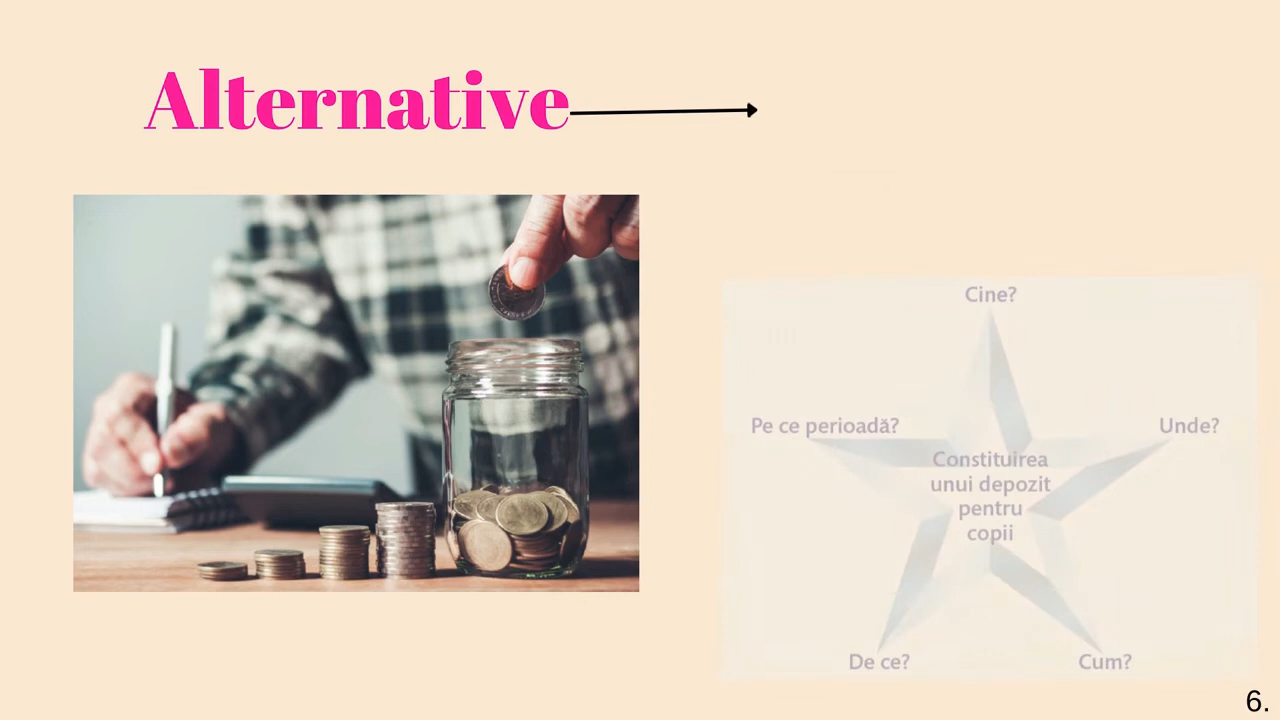 Alternative
Cine?
Pe ce perioadă?
Unde?
Constituirea
unui depozit
pentru
copii
De ce?
Cum?
6.